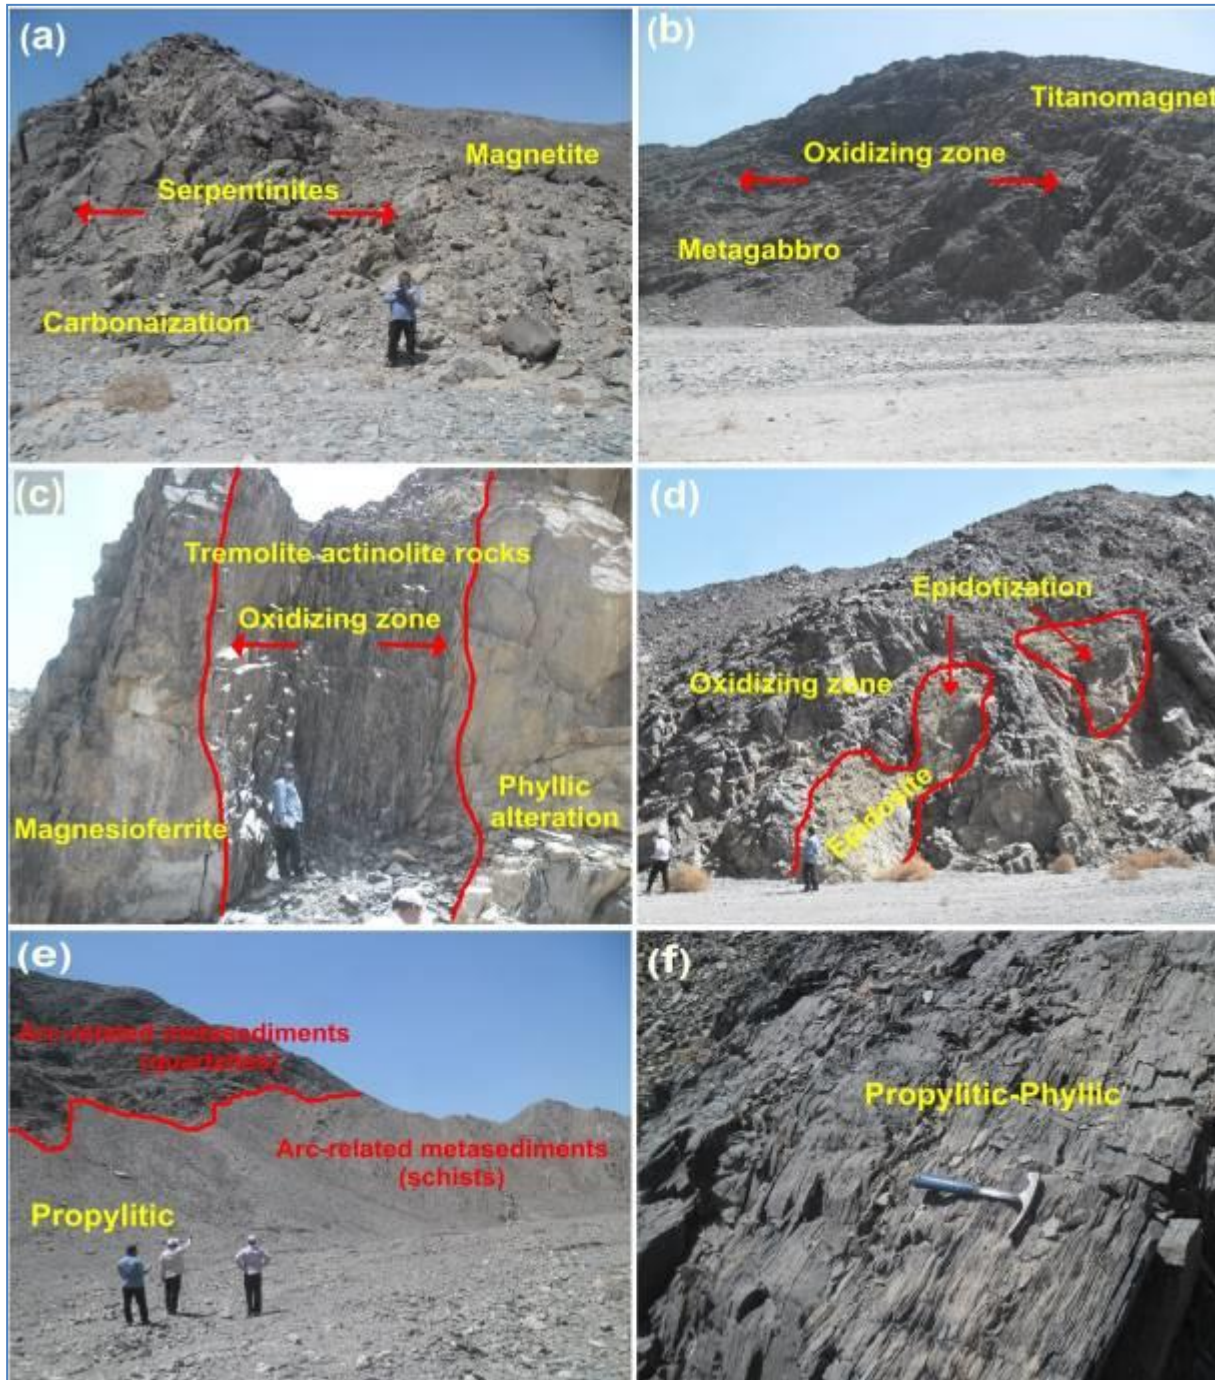 (a)
Magnetite
Serpentinites
Carbonaization
(b)
Titanomagnet
Oxidizing zone
Metagabbro
(c)
Tremolite-actinolite rocks
Oxidizing zone
Magnesioferrite
Phyllic
alteration
(d)
Epidotization
Oxidizing zone
Epidosite
(e)
Arc-related metasediments
(quartzites)
Arc-related metasediments
(schists)
Propylitic
(f)
Propylitic-Phyllic